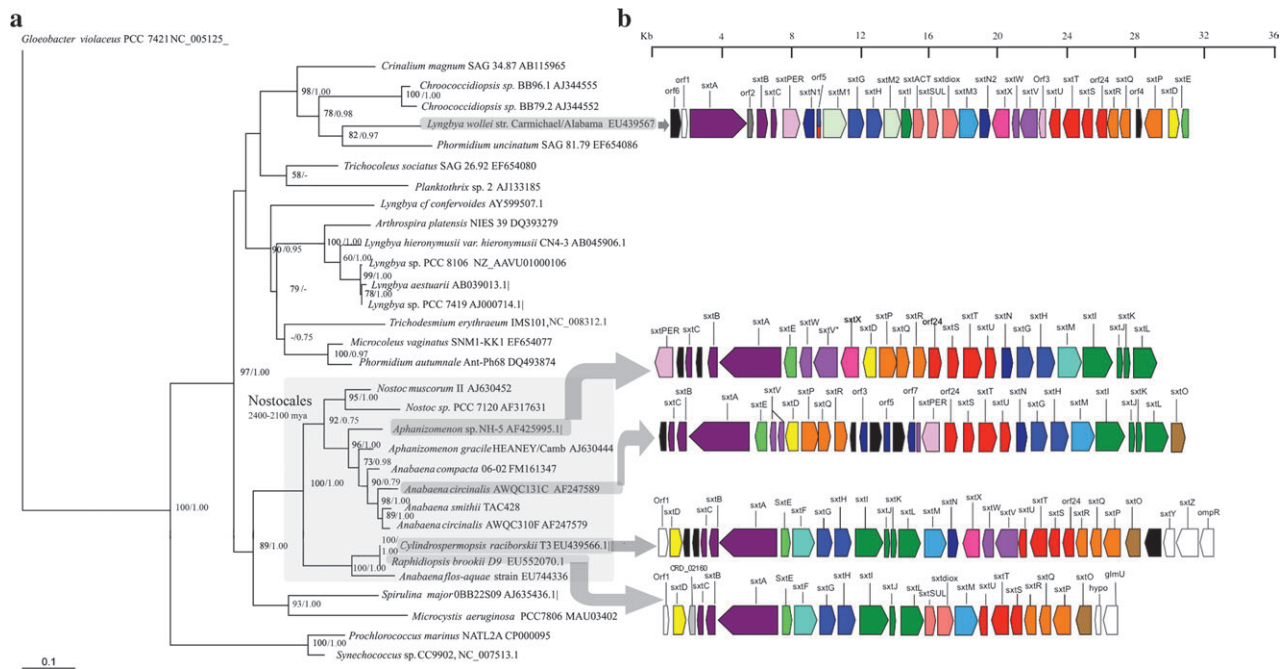 a
b
Gloeobacter violaceus PCC 7421NC_005125_
Crinalium magnum SAG 34.87 AB115965
98/1.00
Chroococcidiopsis sp. BB96.1 AJ344555
100/1.00
Chroococcidiopsis sp. BB79.2 AJ344552
78/0.98
Lyngbya wollei str. Carmichael/Alabama EU439567
82/0.97
Phormidium uncinatum SAG 81.79 EF654086
Trichocoleus sociatus SAG 26.92 EF654080
58/-
Planktothrix sp. 2 AJ133185
Lyngbya cf confervoides AY599507.1
Arthrospira platensis NIES 39 DQ393279
90/0.95
100/1.00
Lyngbya hieronymusii var. hieronymusii CN4-3 AB045906.1
60/1.00
Lyngbya sp. PCC 8106 NZ_AAVU01000106
99/1.00
Lyngbya aestuarii AB039013.1|
79/-
78/1.00
Lyngbya sp. PCC 7419 AJ000714.1|
Trichodesmium erythraeum IMS101, NC_008312.1
-/0.75
Microcoleus vaginatus SNM1-KK1 EF654077
100/0.97
Phormidium autumnale Ant-Ph68 DQ493874
97/1.00
Nostocales
2400-2100 mya
Nostoc muscorum II AJ630452
95/1.00
Nostoc sp. PCC 7120 AF317631
92/0.75
Aphanizomenon sp. NH-5 AF425995.1|
96/1.00
Aphanizomenon gracile HEANEY/Camb AJ630444
73/0.98
Anabaena compacta 06-02 FM161347
100/1.00
90/0.79
Anabaena circinalis AWQC131C AF247589
98/1.00
Anabaena smithii TAC428
89/1.00
Anabaena circinalis AWQC310F AF247579
100/1.00
100/
1.00
Cylindrospermopsis raciborskii T3 EU439566.1|
89/1.00
Raphidiopsis brookii D9 EU552070.1
100/1.00
Anabaena flos-aquae strain EU744336
Spirulina major 0BB22S09 AJ635436.1|
93/1.00
Microcystis aeruginosa PCC7806 MAU03402
Prochlorococcus marinus NATL2A CP000095
100/1.00
Synechococcus sp. CC9902, NC_007513.1
0.1
Kb 4 8 12 16 20 24 28 32 36
orf6 orf1 sxtA orf2 sxtB sxtC sxtPER sxtN1 orf5 sxtM1 sxtG sxtH sxtM2 sxtI sxtACT sxtSUL sxtdiox sxtM3 sxtN2 sxtX sxtW sxtV Orf3 sxtU sxtT sxtS orf24 sxtR sxtQ orf4 sxtP sxtD sxtE
sxtPER sxtC sxtB sxtA sxtE sxtW sxtV* sxtX sxtD sxtP sxtQ sxtR orf24 sxtS sxtT sxtU sxtN sxtG sxtH sxtM sxtI sxtJ sxtK sxtL
sxtC sxtB sxtA sxtE sxtV sxtD sxtP sxtQ sxtR orf3 orf5 orf7 sxtPER orf24 sxtS sxtT sxtU sxtN sxtG sxtH sxtM sxtI sxtJ sxtK sxtL sxtO
Orf1 sxtD sxtC sxtB sxtA SxtE sxtF sxtG sxtH sxtI sxtJ sxtK sxtL sxtM sxtN sxtX sxtW sxtV sxtU sxtT sxtS orf24 sxtR sxtQ sxtP sxtO sxtY sxtZ ompR
Orf1 sxtD CRD_02160 sxtC sxtB sxtA SxtE sxtF sxtG sxtH sxtI sxtJ sxtK sxtL sxtSUL sxtdiox sxtM sxtU sxtT sxtS sxtR sxtQ sxtP sxtO hypo glmU